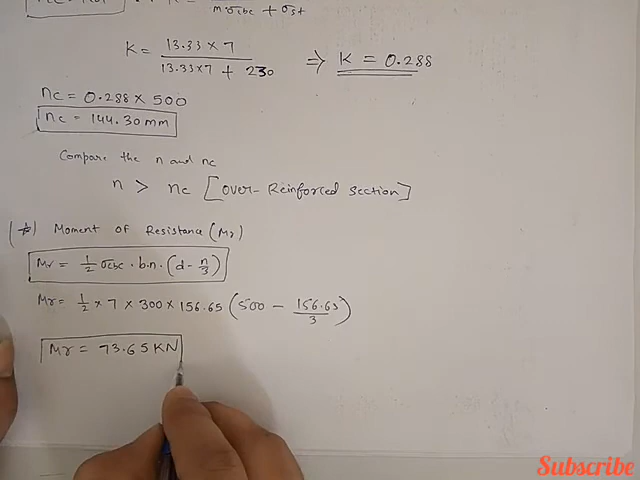 mσcbc + σst
K = 13.33 × 7 / 13.33×7 + 230 ⇒ K = 0.288
nc = 0.288 × 500
nc = 144.30 mm
Compare the n and nc
n > nc [over-Reinforced section]
(*) Moment of Resistance (Mr)
Mr = 1/2 σcbc · b.n. (d - n/3)
Mr = 1/2 × 7 × 300 × 156.65 (500 - 156.65/3)
Mr = 73.65 KN
Subscribe